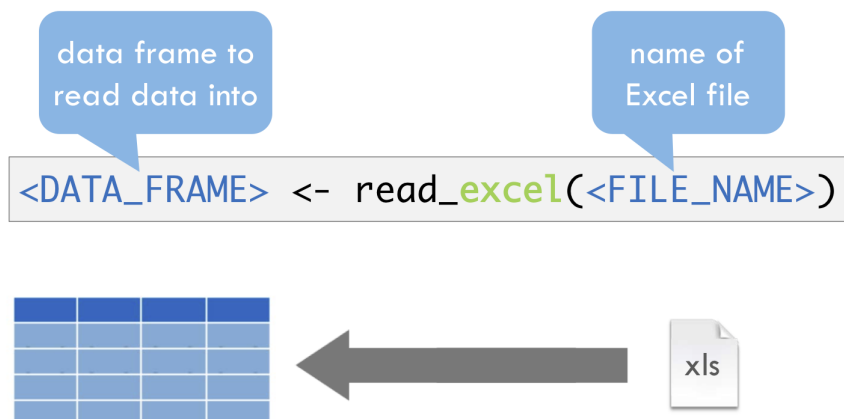 data frame to
read data into
name of
Excel file
<DATA_FRAME> <- read_excel(<FILE_NAME>)
xls